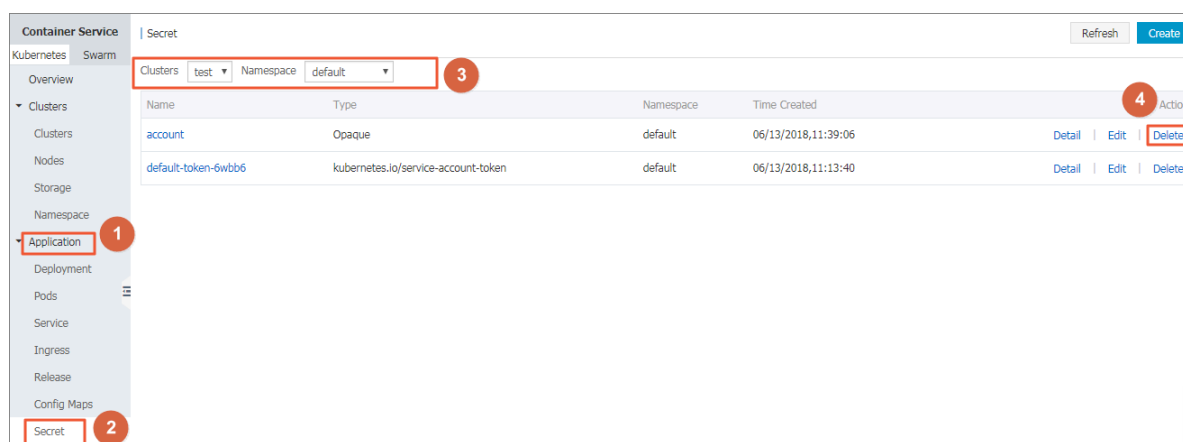 Container Service
Kubernetes Swarm
Overview
Clusters
Clusters
Nodes
Storage
Namespace
Application
1
Deployment
Pods
Service
Ingress
Release
Config Maps
Secret
2
Secret
Refresh Create
Clusters test Namespace default
3
4
Name Type Namespace Time Created Actio
account Opaque default 06/13/2018,11:39:06 Detail | Edit | Delete
default-token-6wbb6 kubernetes.io/service-account-token default 06/13/2018,11:13:40 Detail | Edit | Delete